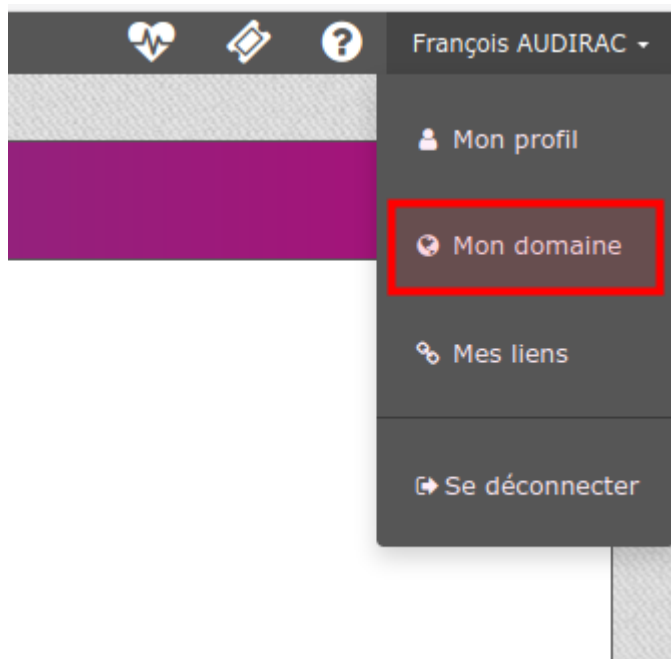 François AUDIRAC
Mon profil
Mon domaine
Mes liens
Se déconnecter